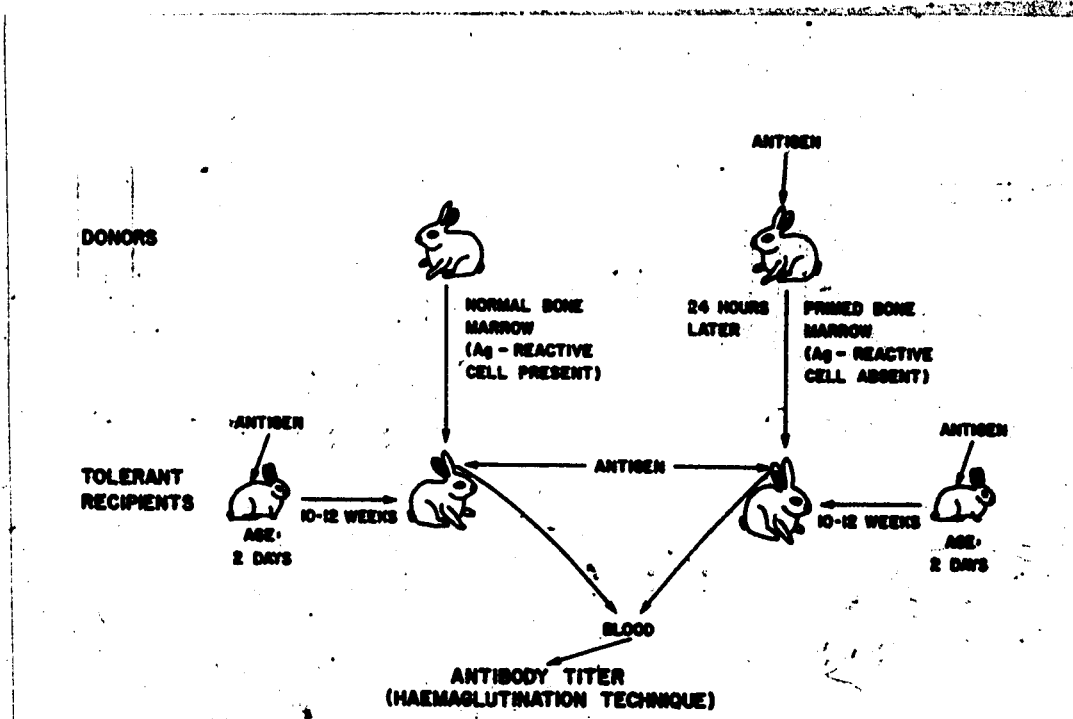 ANTIGEN
DONORS
NORMAL BONE
MARROW
(Ag - REACTIVE
CELL PRESENT)
24 HOURS
LATER
PRIMED BONE
MARROW
(Ag - REACTIVE
CELL ABSENT)
ANTIGEN
ANTIGEN
ANTIGEN
TOLERANT
RECIPIENTS
10-12 WEEKS
10-12 WEEKS
AGE:
2 DAYS
AGE:
2 DAYS
BLOOD
ANTIBODY TITER
(HAEMAGLUTINATION TECHNIQUE)